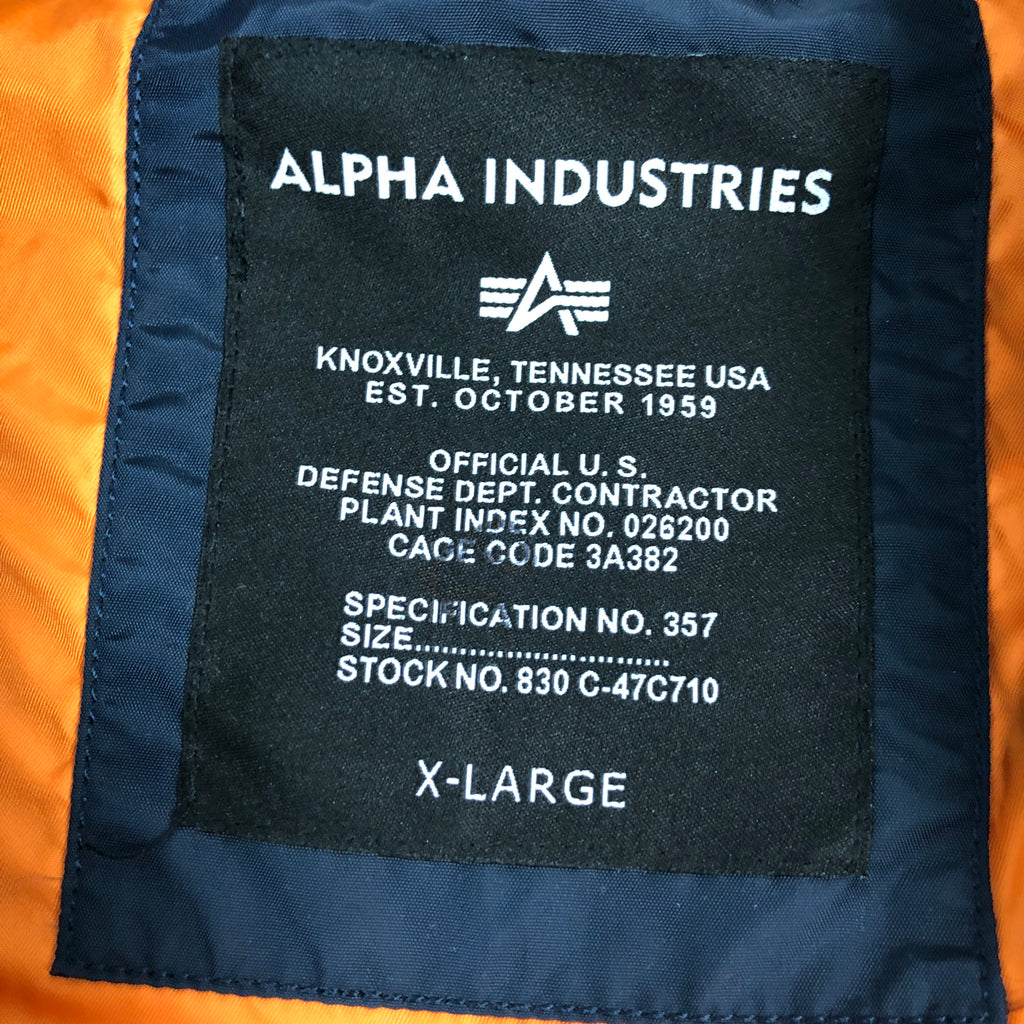 ALPHA INDUSTRIES
KNOXVILLE, TENNESSEE USA
EST. OCTOBER 1959
OFFICIAL U. S.
DEFENSE DEPT. CONTRACTOR
PLANT INDEX NO. 026200
CAGE CODE 3A382
SPECIFICATION NO. 357
SIZE..............................
STOCK NO. 830 C-47C710
X-LARGE